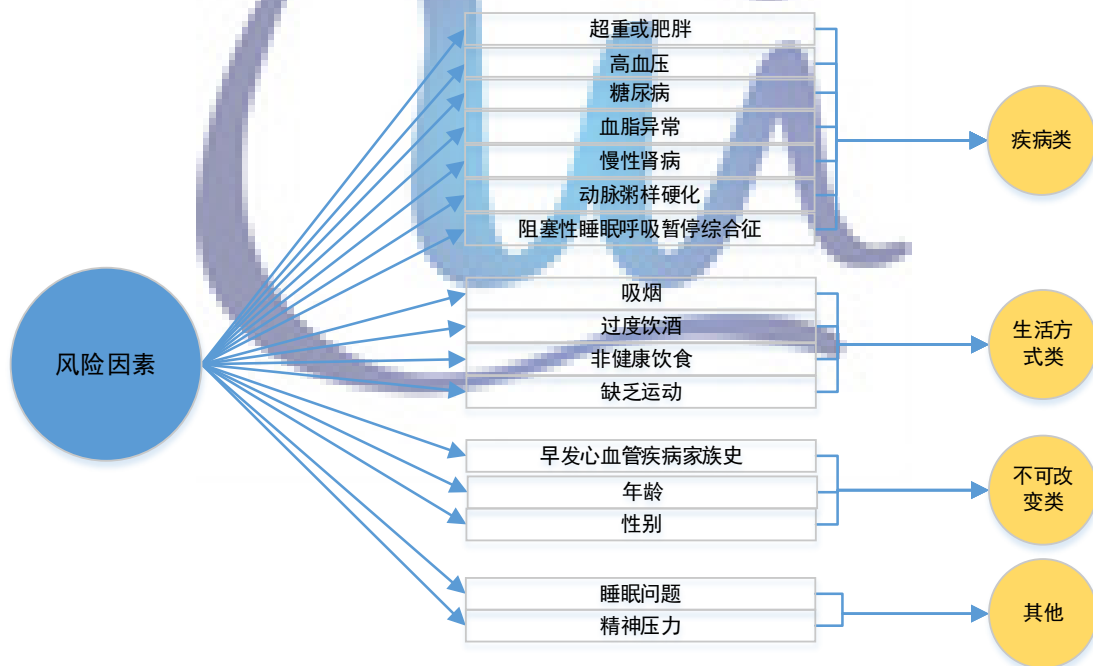 超重或肥胖
高血压
糖尿病
血脂异常
慢性肾病
动脉粥样硬化
阻塞性睡眠呼吸暂停综合征
疾病类
风险因素
吸烟
过度饮酒
非健康饮食
缺乏运动
生活方
式类
早发心血管疾病家族史
年龄
性别
不可改
变类
睡眠问题
精神压力
其他